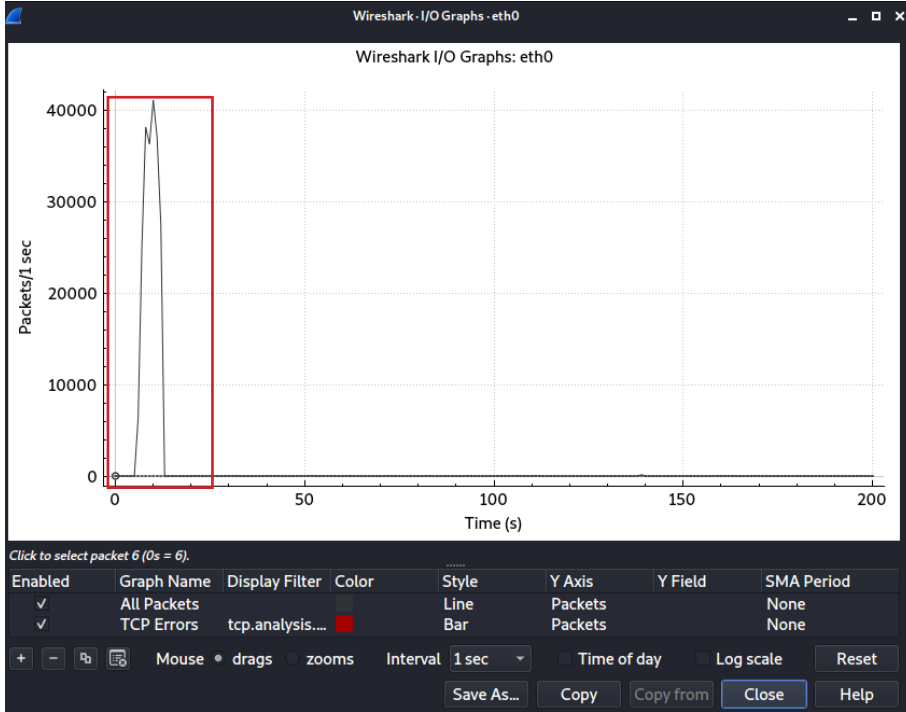 Wireshark · I/O Graphs · eth0
Wireshark I/O Graphs: eth0
40000
30000
20000
10000
0
Packets/1 sec
0 50 100 150 200
Time (s)
Click to select packet 6 (0s = 6).
Enabled Graph Name Display Filter Color Style Y Axis Y Field SMA Period
All Packets Line Packets None
TCP Errors tcp.analysis.... Bar Packets None
+ − Mouse drags zooms Interval 1 sec Time of day Log scale Reset
Save As... Copy Copy from Close Help